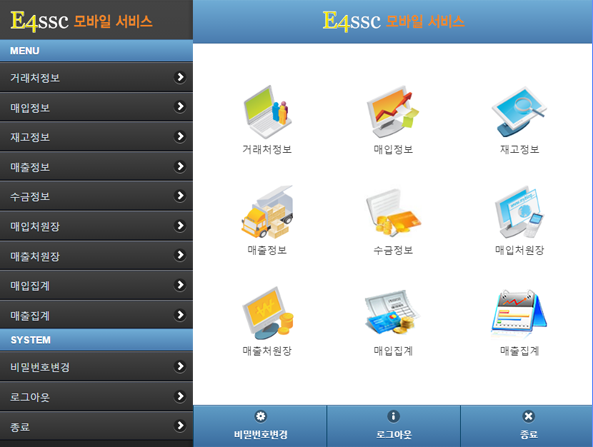 E4ssc 모바일 서비스
MENU
거래처정보
매입정보
재고정보
매출정보
수금정보
매입처원장
매출처원장
매입집계
매출집계
SYSTEM
비밀번호변경
로그아웃
종료
E4ssc 모바일 서비스
거래처정보 매입정보 재고정보
매출정보 수금정보 매입처원장
매출처원장 매입집계 매출집계
비밀번호변경 로그아웃 종료